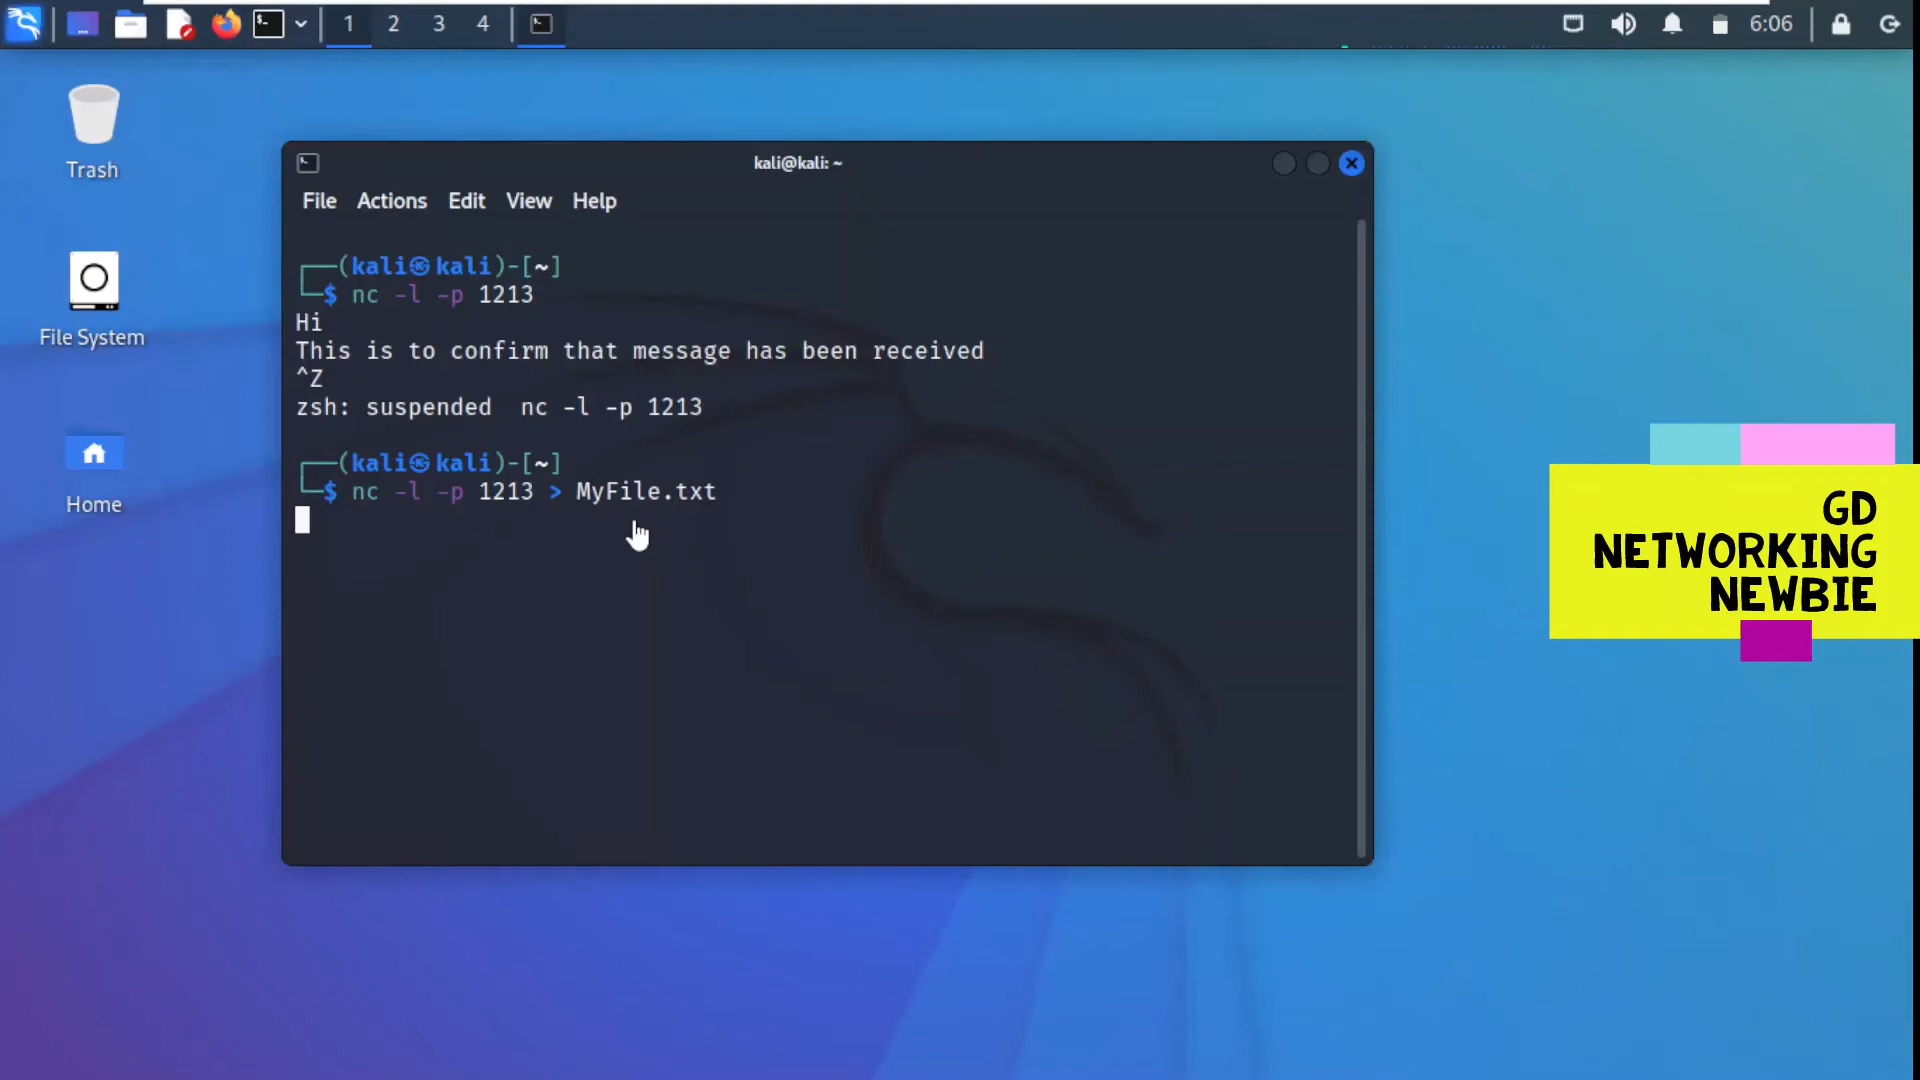 1 2 3 4
6:06
Trash
File System
Home
kali@kali: ~
File Actions Edit View Help
┌──(kali㉿kali)-[~]
└─$ nc -l -p 1213
Hi
This is to confirm that message has been received
^Z
zsh: suspended  nc -l -p 1213
┌──(kali㉿kali)-[~]
└─$ nc -l -p 1213 > MyFile.txt
GD
NETWORKING
NEWBIE